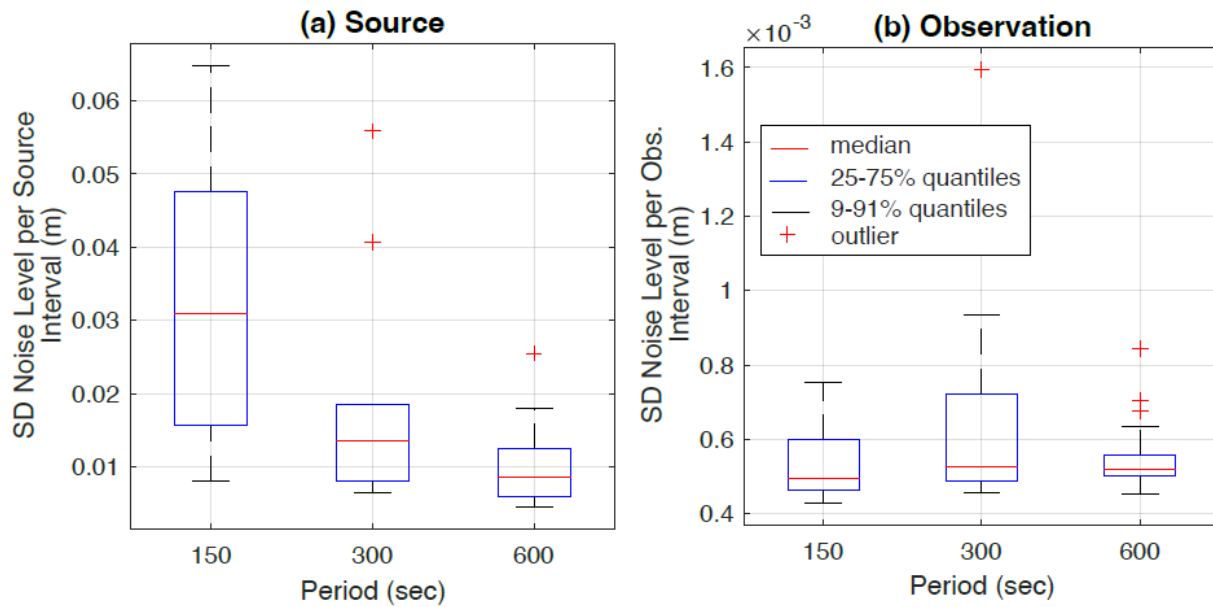 (a) Source
SD Noise Level per Source
Interval (m)
0.06
0.05
0.04
0.03
0.02
0.01
150 300 600
Period (sec)
×10⁻³
(b) Observation
SD Noise Level per Obs.
Interval (m)
1.6
1.4
1.2
1
0.8
0.6
0.4
median
25-75% quantiles
9-91% quantiles
outlier
150 300 600
Period (sec)